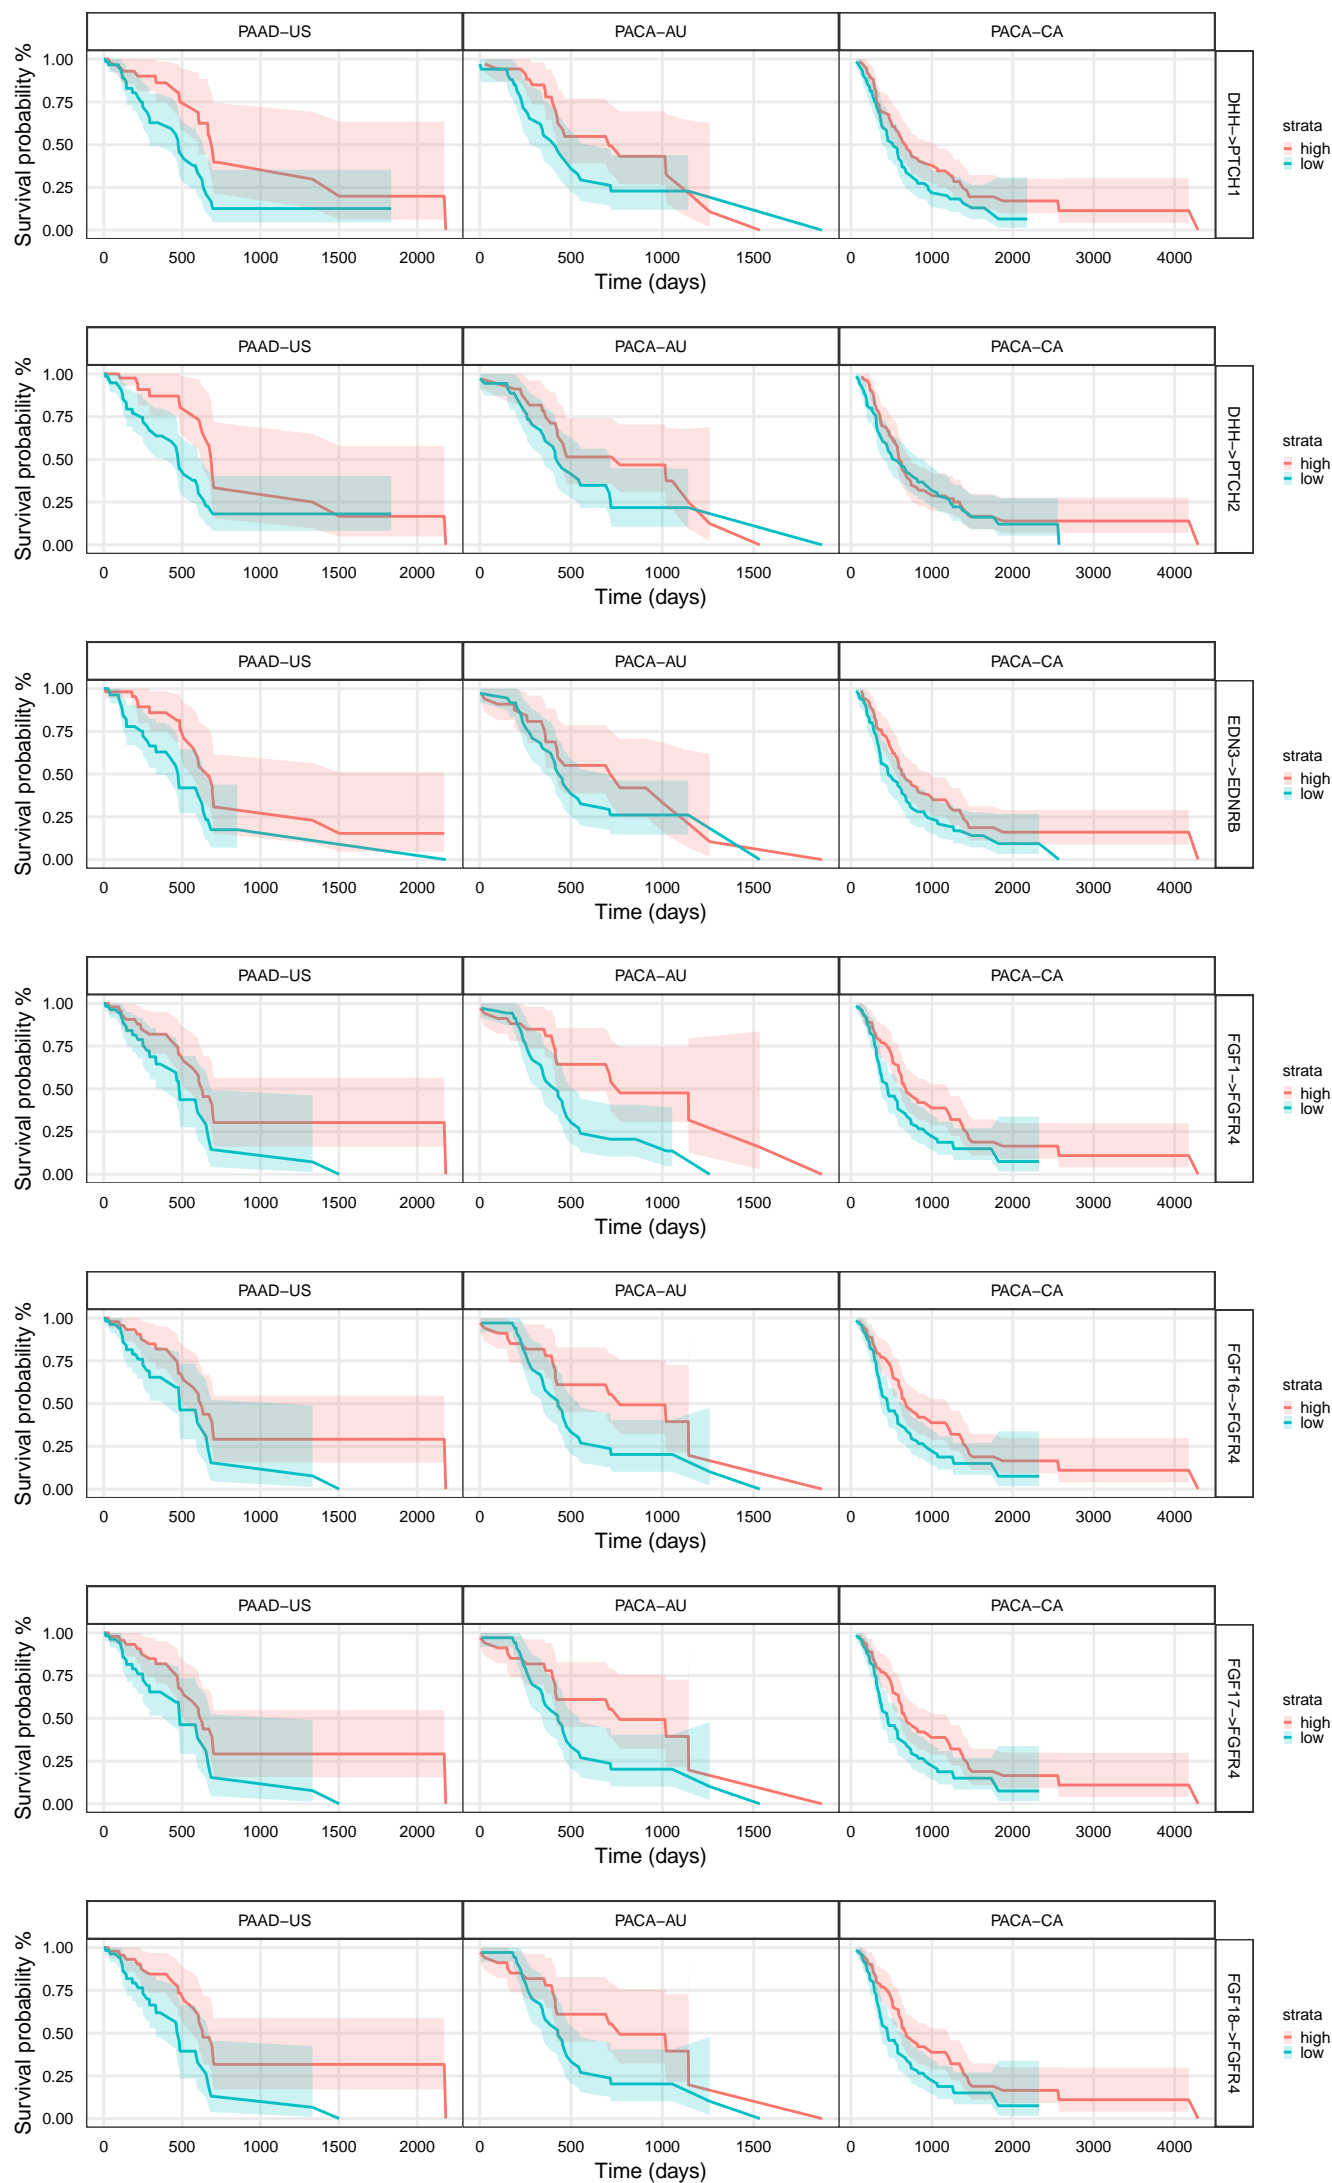 PAAD−US PACA−AU PACA−CA
Survival probability %
1.00
0.75
0.50
0.25
0.00
DHH−>PTCH1
strata
high
low
0 500 1000 1500 2000 0 500 1000 1500 0 1000 2000 3000 4000
Time (days)
PAAD−US PACA−AU PACA−CA
Survival probability %
1.00
0.75
0.50
0.25
0.00
DHH−>PTCH2
strata
high
low
0 500 1000 1500 2000 0 500 1000 1500 0 1000 2000 3000 4000
Time (days)
PAAD−US PACA−AU PACA−CA
Survival probability %
1.00
0.75
0.50
0.25
0.00
EDN3−>EDNRB
strata
high
low
0 500 1000 1500 2000 0 500 1000 1500 0 1000 2000 3000 4000
Time (days)
PAAD−US PACA−AU PACA−CA
Survival probability %
1.00
0.75
0.50
0.25
0.00
FGF1−>FGFR4
strata
high
low
0 500 1000 1500 2000 0 500 1000 1500 0 1000 2000 3000 4000
Time (days)
PAAD−US PACA−AU PACA−CA
Survival probability %
1.00
0.75
0.50
0.25
0.00
FGF16−>FGFR4
strata
high
low
0 500 1000 1500 2000 0 500 1000 1500 0 1000 2000 3000 4000
Time (days)
PAAD−US PACA−AU PACA−CA
Survival probability %
1.00
0.75
0.50
0.25
0.00
FGF17−>FGFR4
strata
high
low
0 500 1000 1500 2000 0 500 1000 1500 0 1000 2000 3000 4000
Time (days)
PAAD−US PACA−AU PACA−CA
Survival probability %
1.00
0.75
0.50
0.25
0.00
FGF18−>FGFR4
strata
high
low
0 500 1000 1500 2000 0 500 1000 1500 0 1000 2000 3000 4000
Time (days)